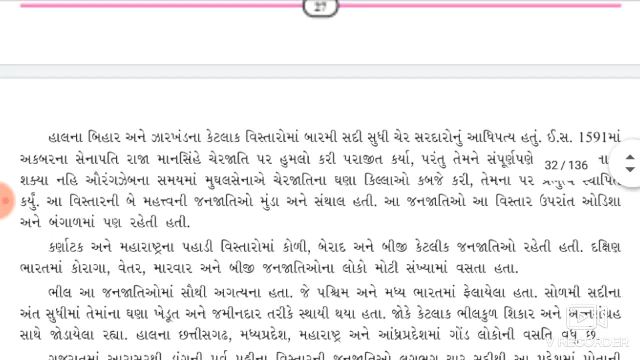 27
હાલના બિહાર અને ઝારખંડના કેટલાક વિસ્તારોમાં બારમી સદી સુધી ચેર સરદારોનું આધિપત્ય હતું. ઈ.સ. 1591માં
અકબરના સેનાપતિ રાજા માનસિંહે ચેરજાતિ પર હુમલો કરી પરાજીત કર્યા, પરંતુ તેમને સંપૂર્ણપણે
32 / 136
શક્યા નહિ ઔરંગઝેબના સમયમાં મુઘલસેનાએ ચેરજાતિના ઘણા કિલ્લાઓ કબજે કરી, તેમના પર
કર્યું. આ વિસ્તારની બે મહત્ત્વની જનજાતિઓ મુંડા અને સંથાલ હતી. આ જનજાતિઓ આ વિસ્તાર ઉપરાંત ઓડિશા
અને બંગાળમાં પણ રહેતી હતી.
કર્ણાટક અને મહારાષ્ટ્રના પહાડી વિસ્તારોમાં કોળી, બેરાદ અને બીજી કેટલીક જનજાતિઓ રહેતી હતી. દક્ષિણ
ભારતમાં કોરાગા, વેતર, મારવાર અને બીજી જનજાતિઓના લોકો મોટી સંખ્યામાં વસતા હતા.
ભીલ આ જનજાતિઓમાં સૌથી અગત્યના હતા. જે પશ્ચિમ અને મધ્ય ભારતમાં ફેલાયેલા હતા. સોળમી સદીના
અંત સુધીમાં તેમાંના ઘણા ખેડૂત અને જમીનદાર તરીકે સ્થાયી થયા હતા. જોકે કેટલાક ભીલકુળ શિકાર અને
સાથે જોડાયેલા રહ્યા. હાલના છત્તીસગઢ, મધ્યપ્રદેશ, મહારાષ્ટ્ર અને આંધ્રપ્રદેશમાં ગોંડ લોકોની વસતિ વધુ છે
V RECORDER